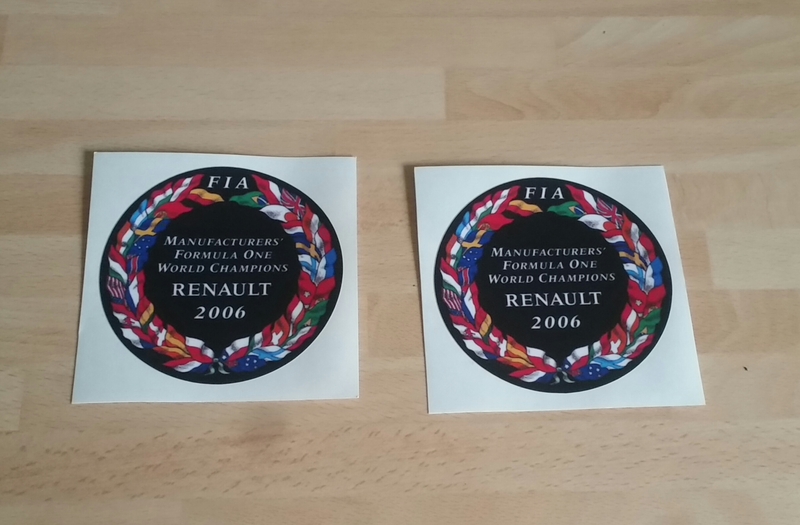 FIA
MANUFACTURERS'
FORMULA ONE
WORLD CHAMPIONS
RENAULT
2006
FIA
MANUFACTURERS'
FORMULA ONE
WORLD CHAMPIONS
RENAULT
2006